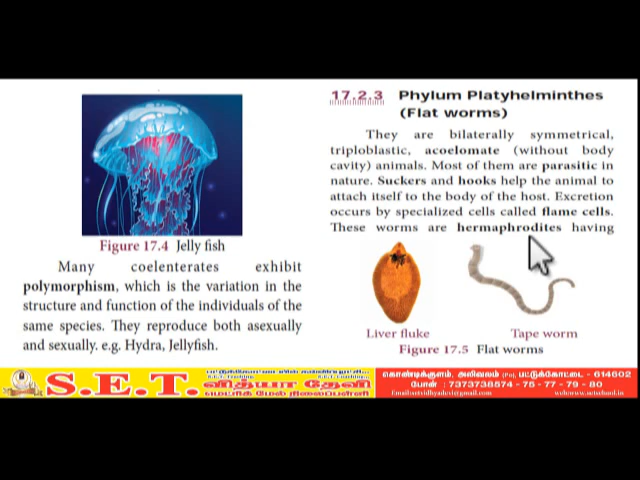 Figure 17.4 Jelly fish
Many coelenterates exhibit
polymorphism, which is the variation in the
structure and function of the individuals of the
same species. They reproduce both asexually
and sexually. e.g. Hydra, Jellyfish.
17.2.3 Phylum Platyhelminthes
(Flat worms)
They are bilaterally symmetrical,
triploblastic, acoelomate (without body
cavity) animals. Most of them are parasitic in
nature. Suckers and hooks help the animal to
attach itself to the body of the host. Excretion
occurs by specialized cells called flame cells.
These worms are hermaphrodites having
Liver fluke
Tape worm
Figure 17.5 Flat worms
S.E.T.
வித்யா தேவி
மெட்ரிக் மேல் நிலைப்பள்ளி
கொண்டிக்குளம், அலிவலம் (Po), பட்டுக்கோட்டை - 614602
போன் : 7373738874 - 75 - 77 - 79 - 80